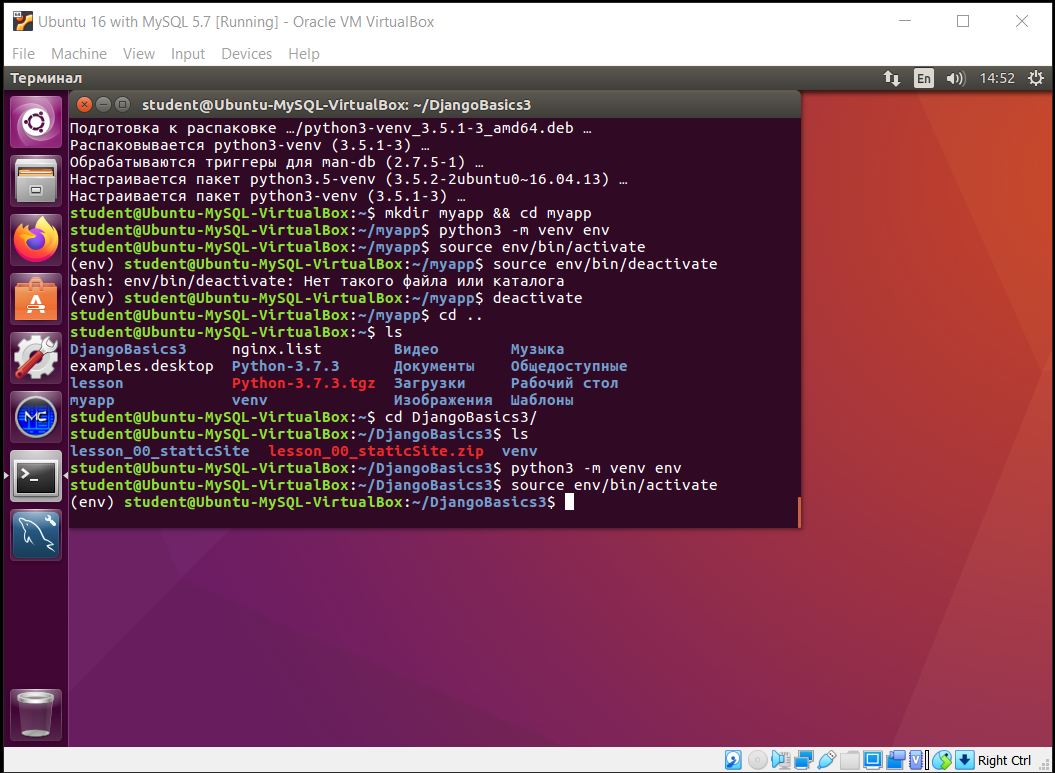 Ubuntu 16 with MySQL 5.7 [Running] - Oracle VM VirtualBox
File Machine View Input Devices Help
Терминал En 14:52
student@Ubuntu-MySQL-VirtualBox: ~/DjangoBasics3
Подготовка к распаковке …/python3-venv_3.5.1-3_amd64.deb …
Распаковывается python3-venv (3.5.1-3) …
Обрабатываются триггеры для man-db (2.7.5-1) …
Настраивается пакет python3.5-venv (3.5.2-2ubuntu0~16.04.13) …
Настраивается пакет python3-venv (3.5.1-3) …
student@Ubuntu-MySQL-VirtualBox:~$ mkdir myapp && cd myapp
student@Ubuntu-MySQL-VirtualBox:~/myapp$ python3 -m venv env
student@Ubuntu-MySQL-VirtualBox:~/myapp$ source env/bin/activate
(env) student@Ubuntu-MySQL-VirtualBox:~/myapp$ source env/bin/deactivate
bash: env/bin/deactivate: Нет такого файла или каталога
(env) student@Ubuntu-MySQL-VirtualBox:~/myapp$ deactivate
student@Ubuntu-MySQL-VirtualBox:~/myapp$ cd ..
student@Ubuntu-MySQL-VirtualBox:~$ ls
DjangoBasics3 nginx.list Видео Музыка
examples.desktop Python-3.7.3 Документы Общедоступные
lesson Python-3.7.3.tgz Загрузки Рабочий стол
myapp venv Изображения Шаблоны
student@Ubuntu-MySQL-VirtualBox:~$ cd DjangoBasics3/
student@Ubuntu-MySQL-VirtualBox:~/DjangoBasics3$ ls
lesson_00_staticSite lesson_00_staticSite.zip venv
student@Ubuntu-MySQL-VirtualBox:~/DjangoBasics3$ python3 -m venv env
student@Ubuntu-MySQL-VirtualBox:~/DjangoBasics3$ source env/bin/activate
(env) student@Ubuntu-MySQL-VirtualBox:~/DjangoBasics3$
Right Ctrl